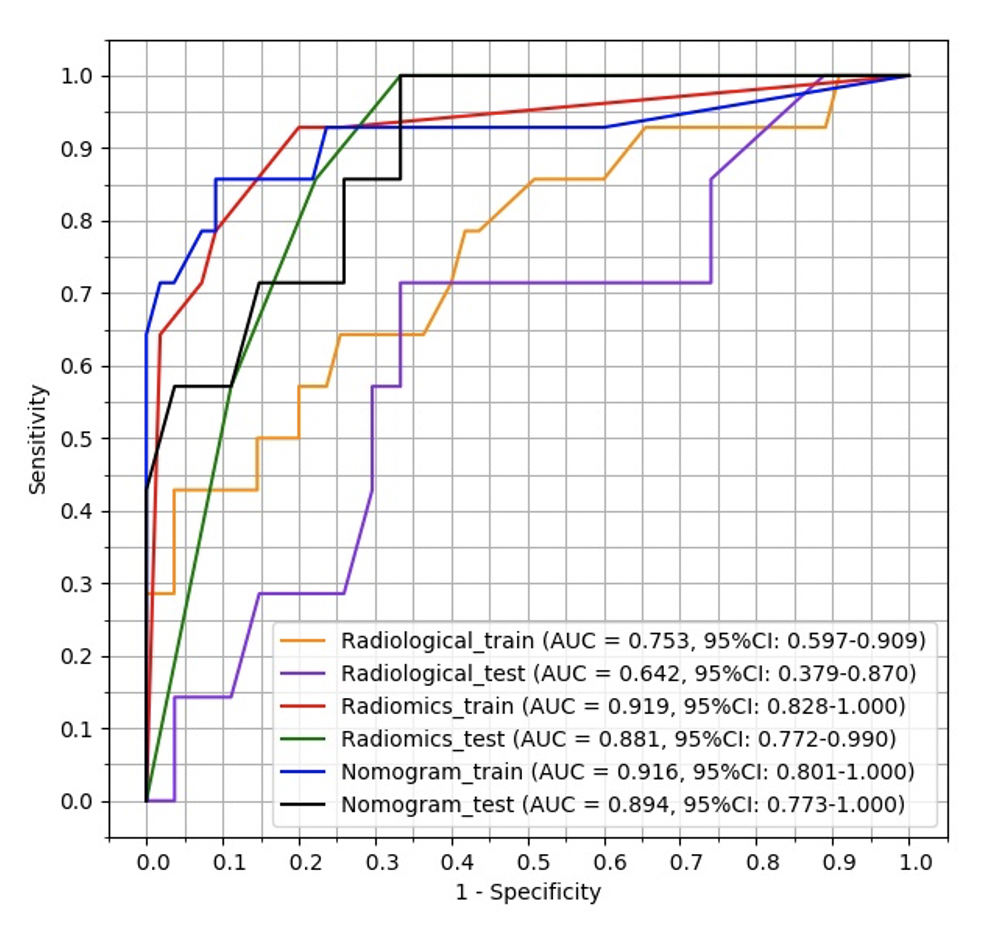 1.0
0.9
0.8
0.7
0.6
0.5
0.4
0.3
0.2
0.1
0.0
Sensitivity
Radiological_train (AUC = 0.753, 95%CI: 0.597-0.909)
Radiological_test (AUC = 0.642, 95%CI: 0.379-0.870)
Radiomics_train (AUC = 0.919, 95%CI: 0.828-1.000)
Radiomics_test (AUC = 0.881, 95%CI: 0.772-0.990)
Nomogram_train (AUC = 0.916, 95%CI: 0.801-1.000)
Nomogram_test (AUC = 0.894, 95%CI: 0.773-1.000)
0.0 0.1 0.2 0.3 0.4 0.5 0.6 0.7 0.8 0.9 1.0
1 - Specificity